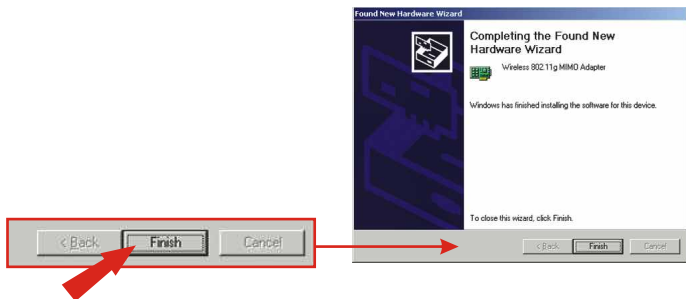 Found New Hardware Wizard
Completing the Found New
Hardware Wizard
Wireless 802.11g MIMO Adapter
Windows has finished installing the software for this device.
To close this wizard, click Finish.
< Back Finish Cancel
< Back Finish Cancel